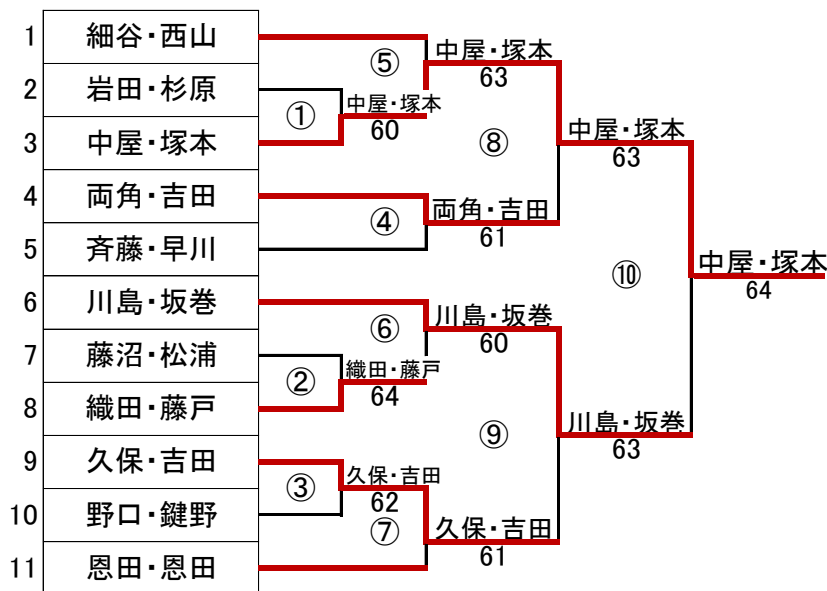 1 細谷・西山
2 岩田・杉原
3 中屋・塚本
4 両角・吉田
5 斉藤・早川
6 川島・坂巻
7 藤沼・松浦
8 織田・藤戸
9 久保・吉田
10 野口・鍵野
11 恩田・恩田
①
中屋・塚本
60
②
織田・藤戸
64
③
久保・吉田
62
⑤
中屋・塚本
63
④
両角・吉田
61
⑥
川島・坂巻
60
⑦
久保・吉田
61
⑧
中屋・塚本
63
⑨
川島・坂巻
63
⑩
中屋・塚本
64